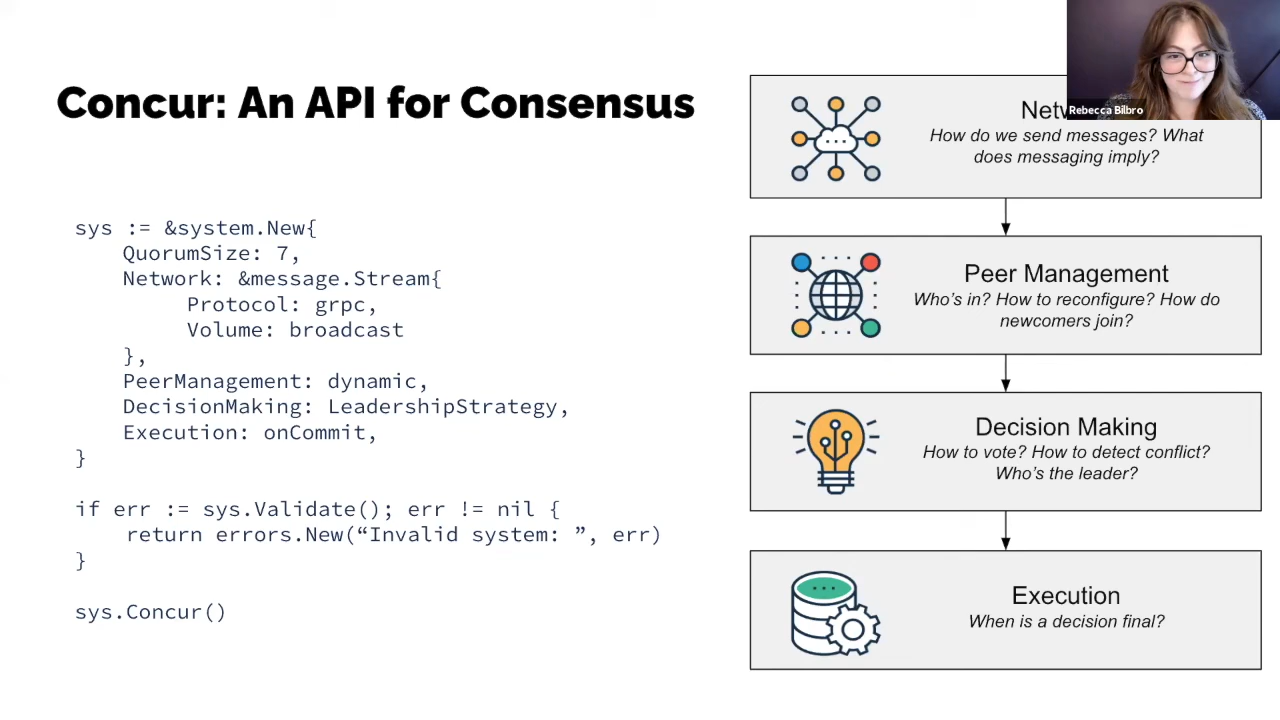 Concur: An API for Consensus
sys := &system.New{
QuorumSize: 7,
Network: &message.Stream{
Protocol: grpc,
Volume: broadcast
},
PeerManagement: dynamic,
DecisionMaking: LeadershipStrategy,
Execution: onCommit,
}
if err := sys.Validate(); err != nil {
return errors.New(“Invalid system: ”, err)
}
sys.Concur()
Rebecca Bilbro
How do we send messages? What
does messaging imply?
Peer Management
Who's in? How to reconfigure? How do
newcomers join?
Decision Making
How to vote? How to detect conflict?
Who's the leader?
Execution
When is a decision final?